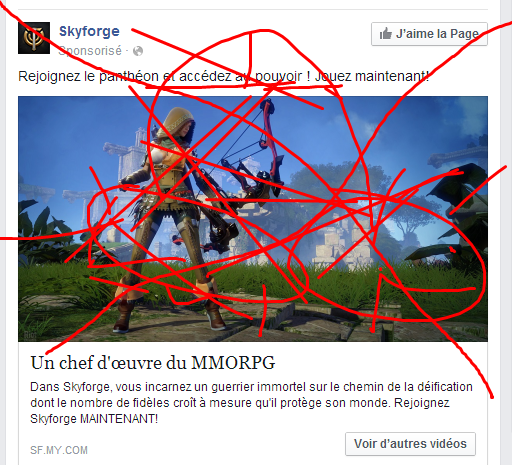 Skyforge
J'aime la Page
Sponsorisé ·
Rejoignez le panthéon et accédez au pouvoir ! Jouez maintenant!
Un chef d'œuvre du MMORPG
Dans Skyforge, vous incarnez un guerrier immortel sur le chemin de la déification
dont le nombre de fidèles croît à mesure qu'il protège son monde. Rejoignez
Skyforge MAINTENANT!
SF.MY.COM
Voir d'autres vidéos